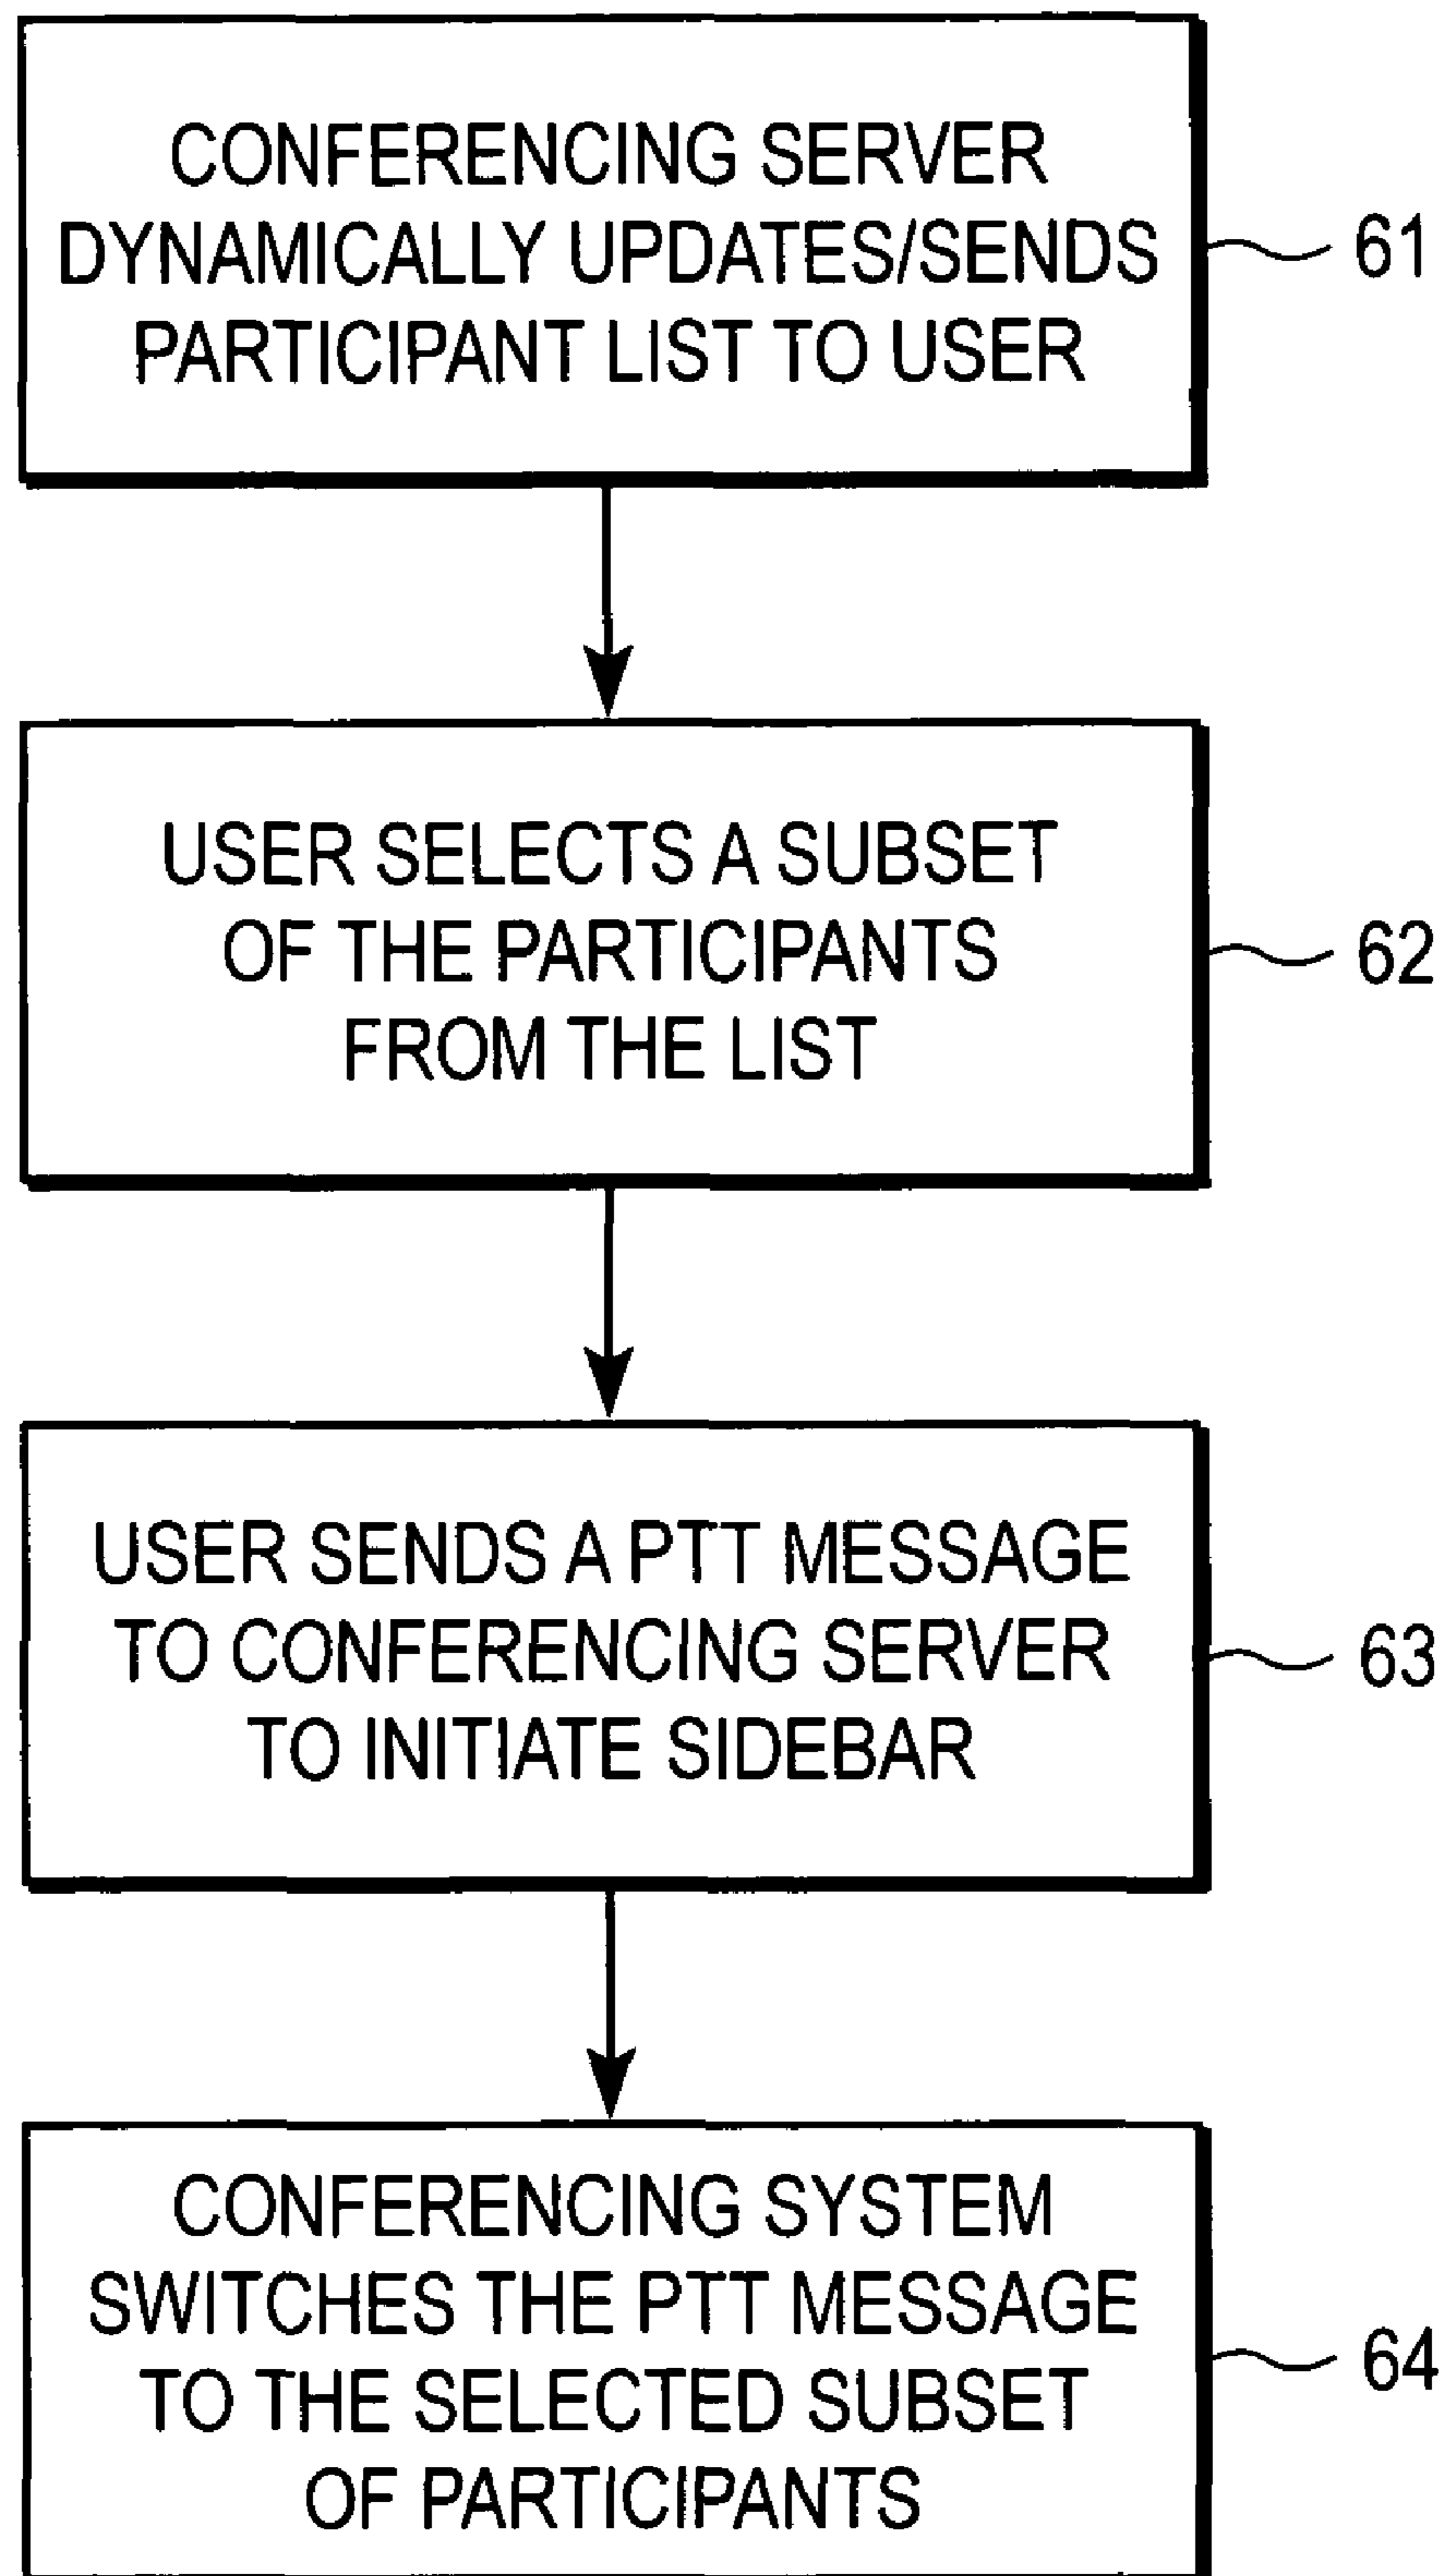 CONFERENCING SERVER
DYNAMICALLY UPDATES/SENDS
PARTICIPANT LIST TO USER
61
USER SELECTS A SUBSET
OF THE PARTICIPANTS
FROM THE LIST
62
USER SENDS A PTT MESSAGE
TO CONFERENCING SERVER
TO INITIATE SIDEBAR
63
CONFERENCING SYSTEM
SWITCHES THE PTT MESSAGE
TO THE SELECTED SUBSET
OF PARTICIPANTS
64